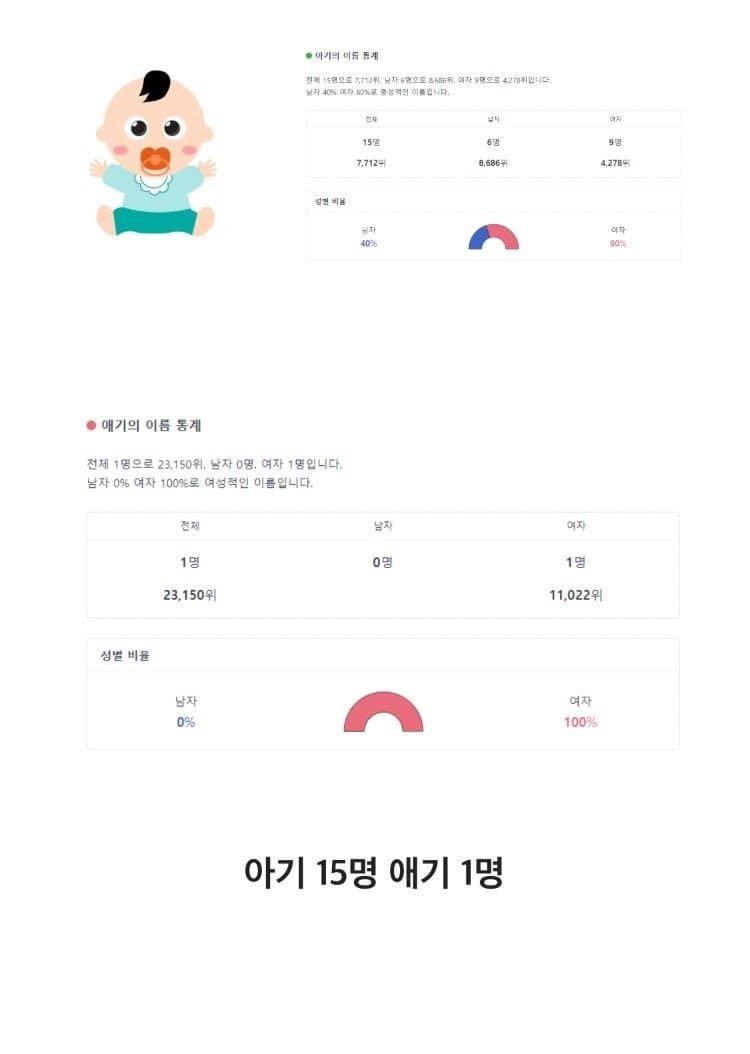 아기의 이름 통계
전체 15명으로 7,712위, 남자 6명으로 8,686위, 여자 9명으로 4,278위입니다.
남자 40% 여자 60%로 중성적인 이름입니다.
전체 남자 여자
15명 6명 9명
7,712위 8,686위 4,278위
성별 비율
남자 여자
40% 60%
애기의 이름 통계
전체 1명으로 23,150위, 남자 0명, 여자 1명입니다.
남자 0% 여자 100%로 여성적인 이름입니다.
전체 남자 여자
1명 0명 1명
23,150위 11,022위
성별 비율
남자 여자
0% 100%
아기 15명 애기 1명